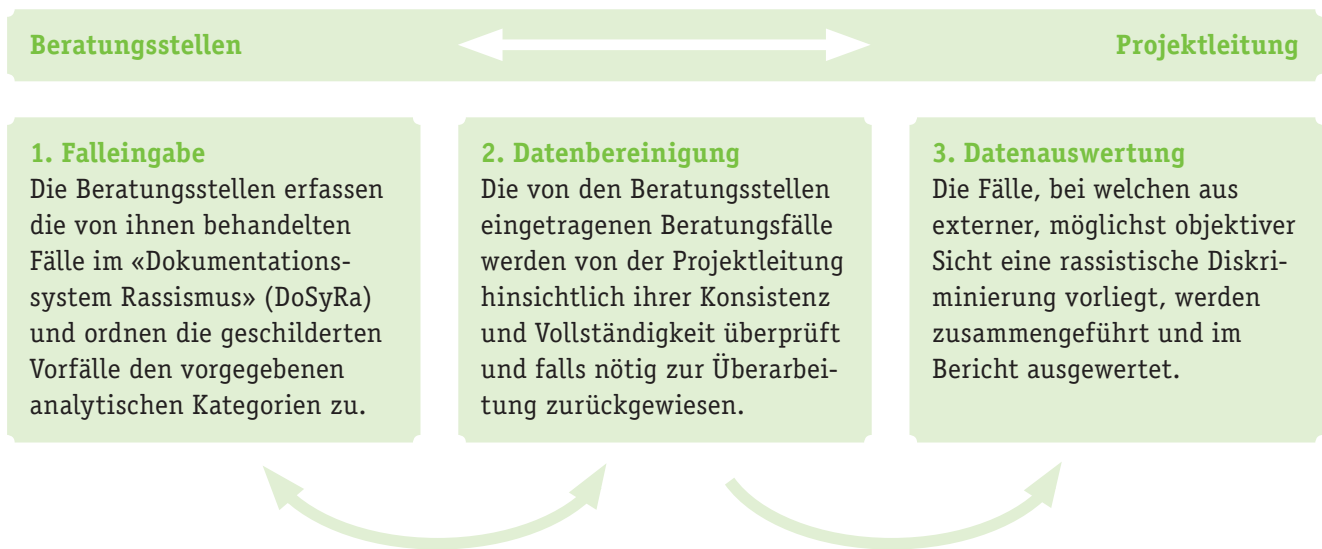 Beratungsstellen
Projektleitung
1. Falleingabe
Die Beratungsstellen erfassen
die von ihnen behandelten
Fälle im «Dokumentations-
system Rassismus» (DoSyRa)
und ordnen die geschilderten
Vorfälle den vorgegebenen
analytischen Kategorien zu.
2. Datenbereinigung
Die von den Beratungsstellen
eingetragenen Beratungsfälle
werden von der Projektleitung
hinsichtlich ihrer Konsistenz
und Vollständigkeit überprüft
und falls nötig zur Überarbei-
tung zurückgewiesen.
3. Datenauswertung
Die Fälle, bei welchen aus
externer, möglichst objektiver
Sicht eine rassistische Diskri-
minierung vorliegt, werden
zusammengeführt und im
Bericht ausgewertet.